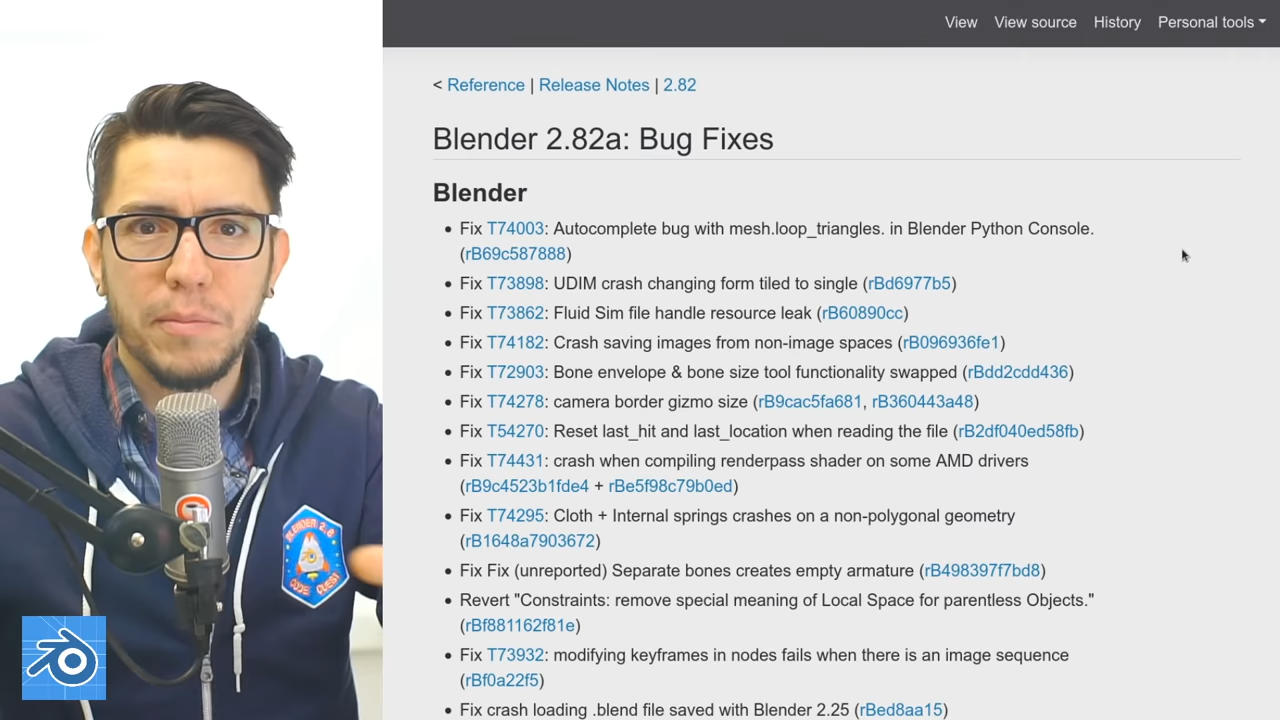 View View source History Personal tools
< Reference | Release Notes | 2.82
Blender 2.82a: Bug Fixes
Blender
• Fix T74003: Autocomplete bug with mesh.loop_triangles. in Blender Python Console.
(rB69c587888)
• Fix T73898: UDIM crash changing form tiled to single (rBd6977b5)
• Fix T73862: Fluid Sim file handle resource leak (rB60890cc)
• Fix T74182: Crash saving images from non-image spaces (rB096936fe1)
• Fix T72903: Bone envelope & bone size tool functionality swapped (rBdd2cdd436)
• Fix T74278: camera border gizmo size (rB9cac5fa681, rB360443a48)
• Fix T54270: Reset last_hit and last_location when reading the file (rB2df040ed58fb)
• Fix T74431: crash when compiling renderpass shader on some AMD drivers
(rB9c4523b1fde4 + rBe5f98c79b0ed)
• Fix T74295: Cloth + Internal springs crashes on a non-polygonal geometry
(rB1648a7903672)
• Fix Fix (unreported) Separate bones creates empty armature (rB498397f7bd8)
• Revert "Constraints: remove special meaning of Local Space for parentless Objects."
(rBf881162f81e)
• Fix T73932: modifying keyframes in nodes fails when there is an image sequence
(rBf0a22f5)
• Fix crash loading .blend file saved with Blender 2.25 (rBed8aa15)
BLENDER 2.8
CODE QUEST